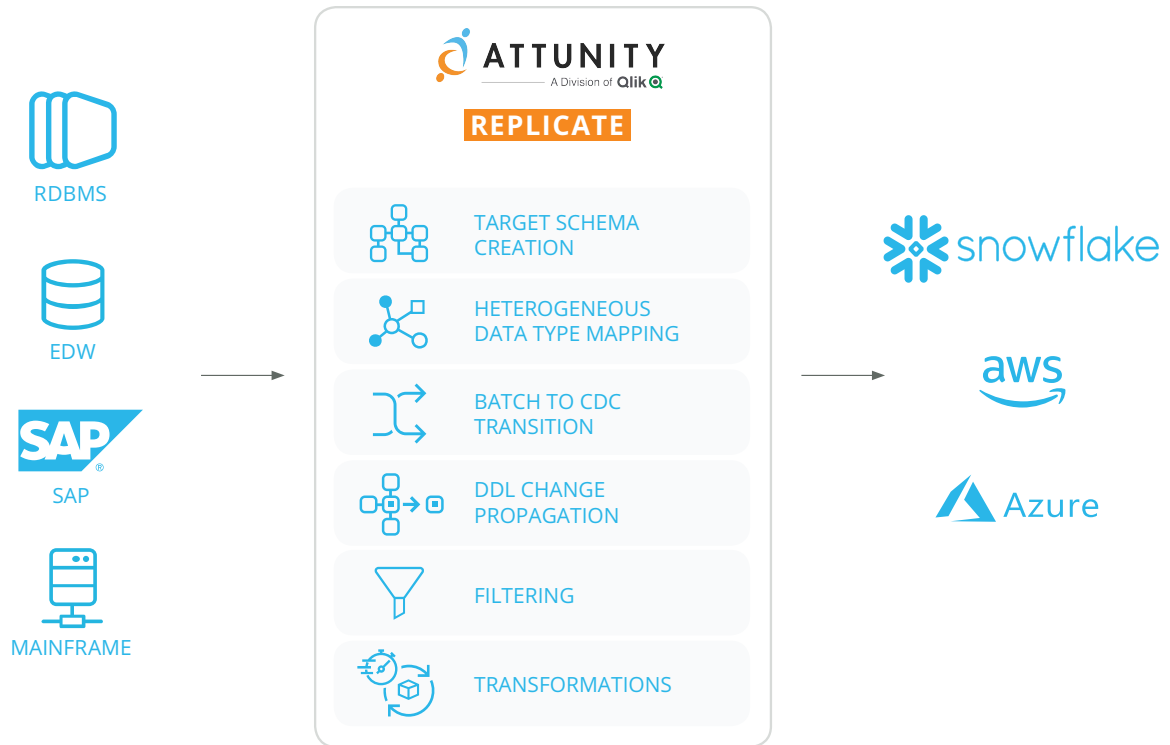 ATTUNITY
A Division of Qlik
REPLICATE
RDBMS
EDW
SAP
®
SAP
MAINFRAME
TARGET SCHEMA
CREATION
HETEROGENEOUS
DATA TYPE MAPPING
BATCH TO CDC
TRANSITION
DDL CHANGE
PROPAGATION
FILTERING
TRANSFORMATIONS
snowflake
aws
Azure